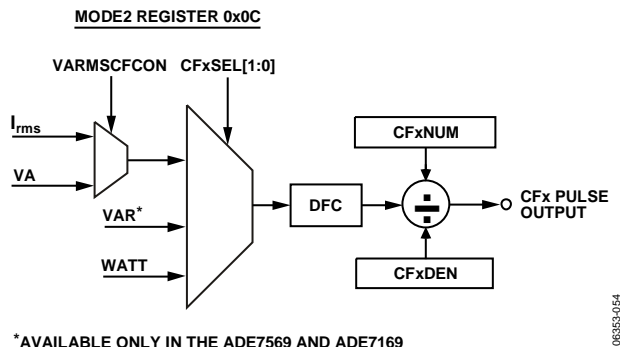 MODE2 REGISTER 0x0C
VARMSCFCON CFxSEL[1:0]
Irms
VA
VAR*
WATT
DFC
CFxNUM
÷
CFxDEN
CFx PULSE
OUTPUT
*AVAILABLE ONLY IN THE ADE7569 AND ADE7169
06353-054